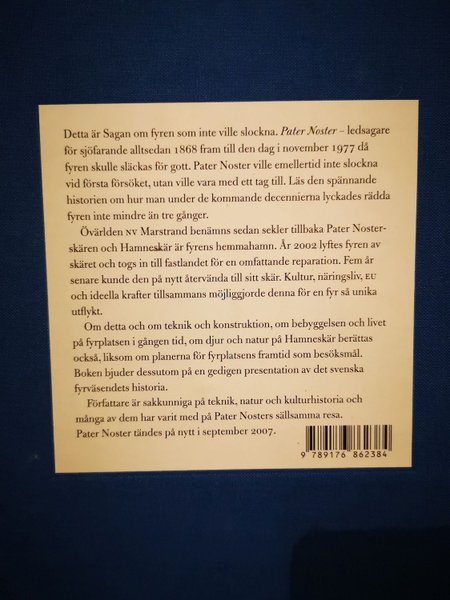 Detta är Sagan om fyren som inte ville slockna. Pater Noster – ledsagare
för sjöfarande alltsedan 1868 fram till den dag i november 1977 då
fyren skulle släckas för gott. Pater Noster ville emellertid inte slockna
vid första försöket, utan ville vara med ett tag till. Läs den spännande
historien om hur man under de kommande decennierna lyckades rädda
fyren inte mindre än tre gånger.
Övärlden NV Marstrand benämns sedan sekler tillbaka Pater Noster-
skären och Hamneskär är fyrens hemmahamn. År 2002 lyftes fyren av
skäret och togs in till fastlandet för en omfattande reparation. Fem år
senare kunde den på nytt återvända till sitt skär. Kultur, näringsliv, EU
och ideella krafter tillsammans möjliggjorde denna för en fyr så unika
utflykt.
Om detta och om teknik och konstruktion, om bebyggelsen och livet
på fyrplatsen i gången tid, om djur och natur på Hamneskär berättas
också, liksom om planerna för fyrplatsens framtid som besöksmål.
Boken bjuder dessutom på en gedigen presentation av det svenska
fyrväsendets historia.
Författare är sakkunniga på teknik, natur och kulturhistoria och
många av dem har varit med på Pater Nosters sällsamma resa.
Pater Noster tändes på nytt i september 2007.
9 789176 862384